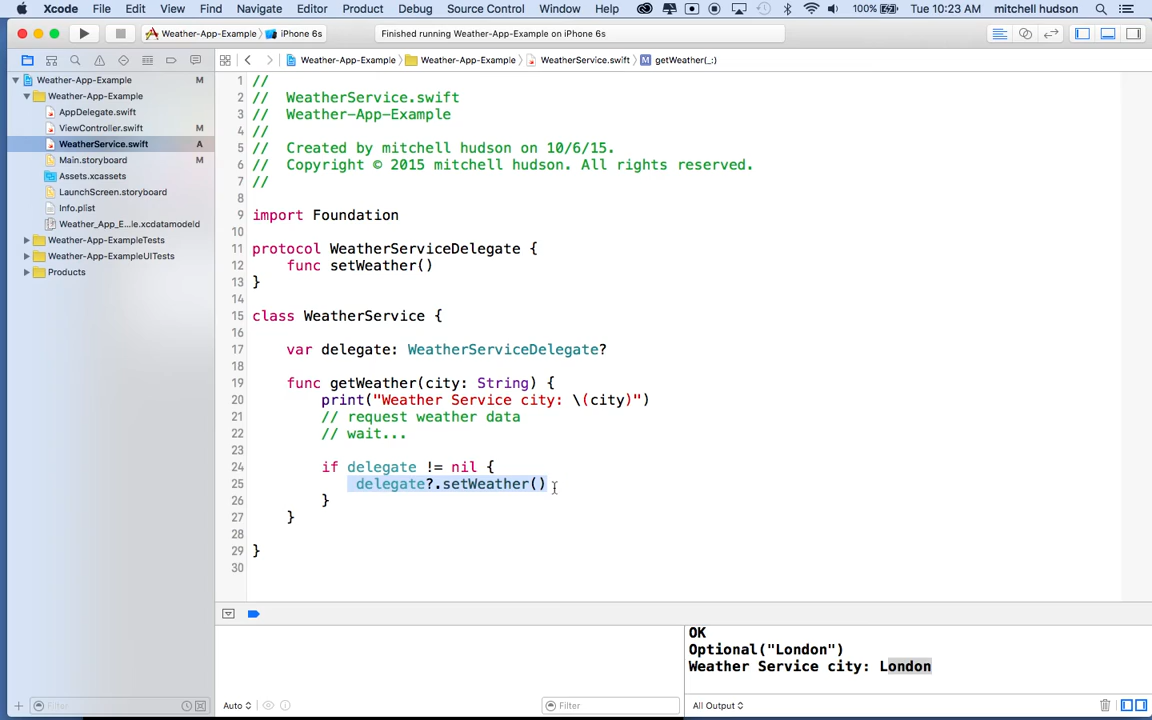 Xcode File Edit View Find Navigate Editor Product Debug Source Control Window Help 100% Tue 10:23 AM mitchell hudson
Weather-App-Example iPhone 6s Finished running Weather-App-Example on iPhone 6s
Weather-App-Example Weather-App-Example WeatherService.swift M getWeather(_:)
Weather-App-Example M
Weather-App-Example
AppDelegate.swift
ViewController.swift M
WeatherService.swift A
Main.storyboard M
Assets.xcassets
LaunchScreen.storyboard
Info.plist
Weather_App_E...le.xcdatamodeld
Weather-App-ExampleTests
Weather-App-ExampleUITests
Products
1 //
2 // WeatherService.swift
3 // Weather-App-Example
4 //
5 // Created by mitchell hudson on 10/6/15.
6 // Copyright © 2015 mitchell hudson. All rights reserved.
7 //
8
9 import Foundation
10
11 protocol WeatherServiceDelegate {
12 func setWeather()
13 }
14
15 class WeatherService {
16
17 var delegate: WeatherServiceDelegate?
18
19 func getWeather(city: String) {
20 print("Weather Service city: \(city)")
21 // request weather data
22 // wait...
23
24 if delegate != nil {
25 delegate?.setWeather()
26 }
27 }
28
29 }
30
OK
Optional("London")
Weather Service city: London
Filter
Auto
Filter
All Output